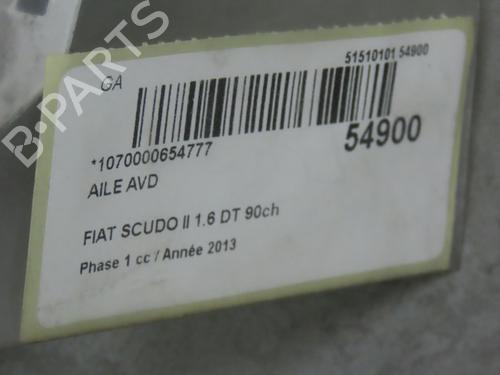 B-PARTS
GA
51510101 54900
*1070000654777
54900
AILE AVD
FIAT SCUDO II 1.6 DT 90ch
Phase 1 cc / Année 2013